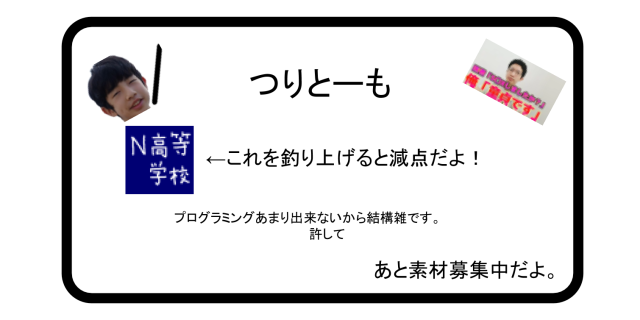 つりとーも
俺「童貞です」
N高等
学校
←これを釣り上げると減点だよ！
プログラミングあまり出来ないから結構雑です。
許して
あと素材募集中だよ。